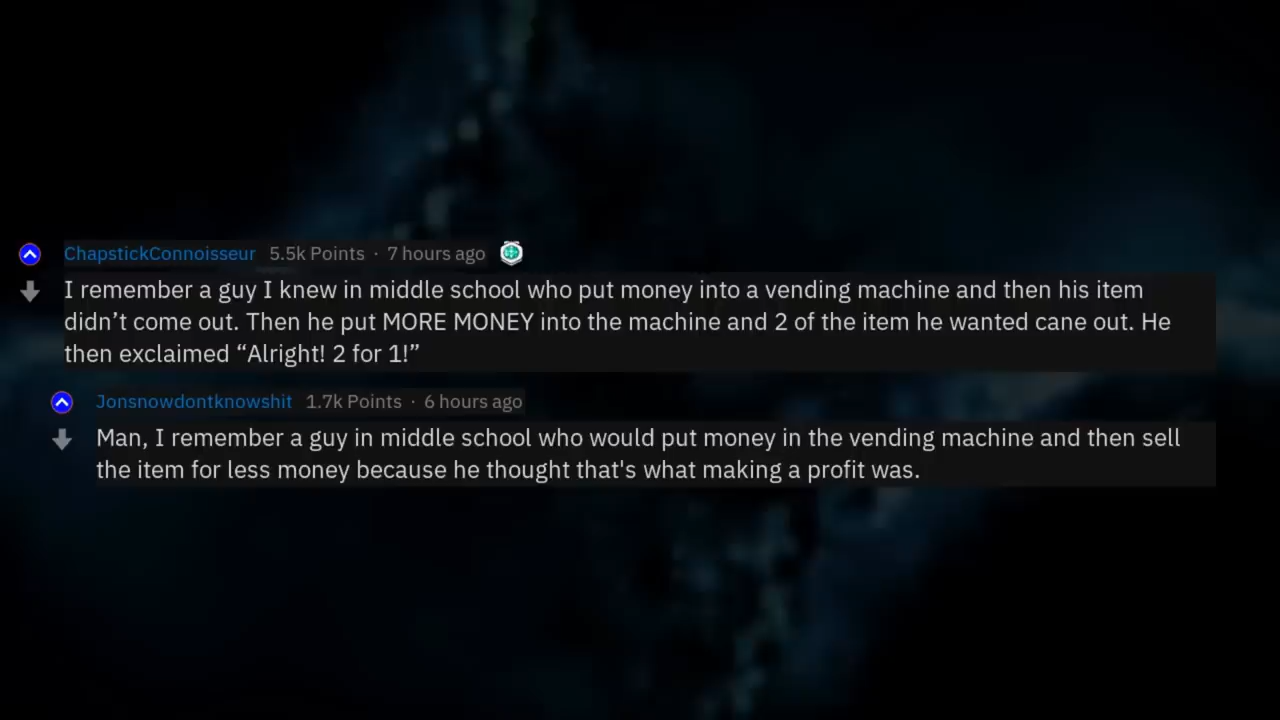 ChapstickConnoisseur 5.5k Points · 7 hours ago
I remember a guy I knew in middle school who put money into a vending machine and then his item
didn’t come out. Then he put MORE MONEY into the machine and 2 of the item he wanted cane out. He
then exclaimed “Alright! 2 for 1!”
Jonsnowdontknowshit 1.7k Points · 6 hours ago
Man, I remember a guy in middle school who would put money in the vending machine and then sell
the item for less money because he thought that's what making a profit was.